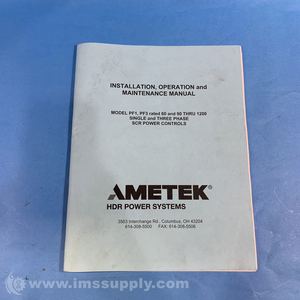 INSTALLATION, OPERATION and
MAINTENANCE MANUAL
MODEL PF1, PF3 rated 60 and 90 THRU 1200
SINGLE and THREE PHASE
SCR POWER CONTROLS
AMETEK®
HDR POWER SYSTEMS
3563 Interchange Rd., Columbus, OH 43204
614-308-5500 FAX: 614-308-5506
© www.imssupply.com